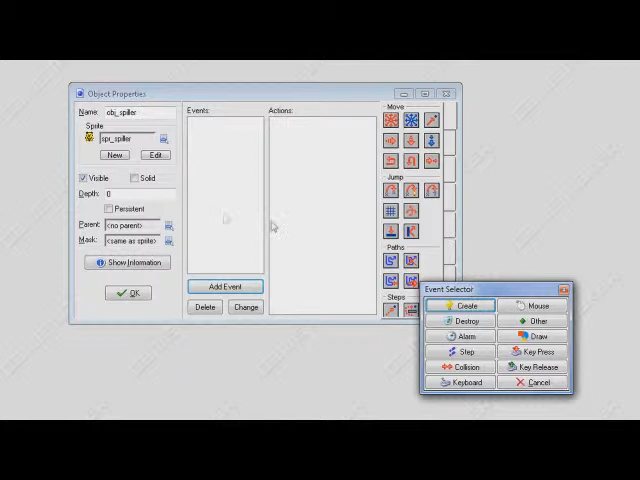 Object Properties
Name: obj_spiller
Sprite
spr_spiller
New Edit
Visible Solid
Depth: 0
Persistent
Parent: <no parent>
Mask: <same as sprite>
Show Information
OK
Events:
Add Event
Delete Change
Actions:
Move
Jump
Paths
Steps
Event Selector
Create Mouse
Destroy Other
Alarm Draw
Step Key Press
Collision Key Release
Keyboard Cancel